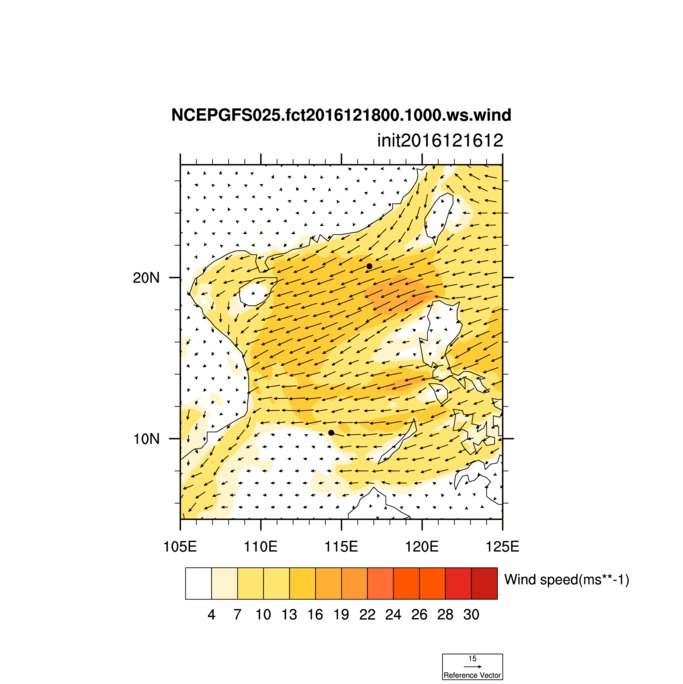 NCEPGFS025.fct2016121800.1000.ws.wind
init2016121612
20N
10N
105E 110E 115E 120E 125E
Wind speed(ms**-1)
4 7 10 13 16 19 22 24 26 28 30
15
Reference Vector